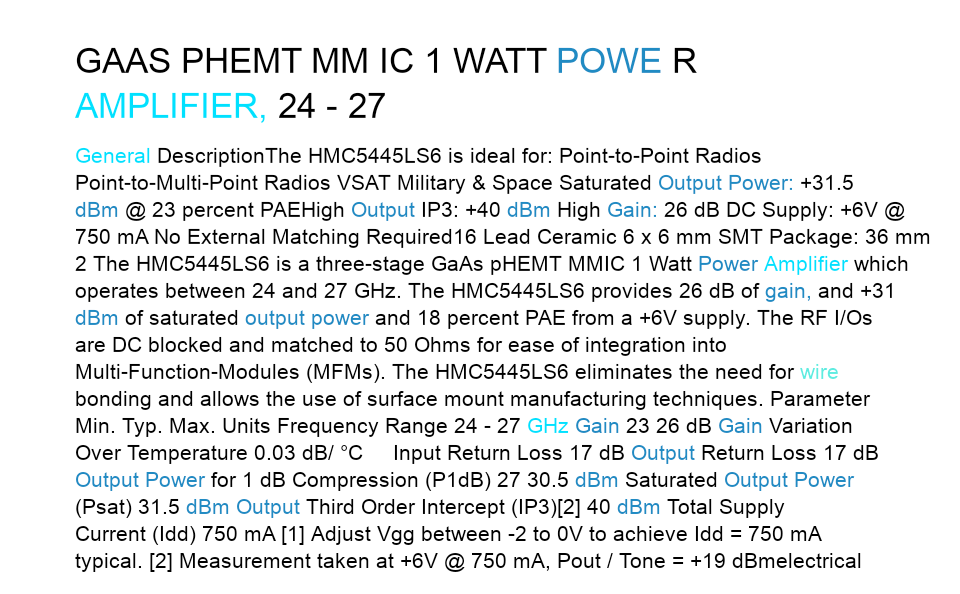 GAAS PHEMT MM IC 1 WATT POWE R
AMPLIFIER, 24 - 27
General DescriptionThe HMC5445LS6 is ideal for: Point-to-Point Radios
Point-to-Multi-Point Radios VSAT Military & Space Saturated Output Power: +31.5
dBm @ 23 percent PAEHigh Output IP3: +40 dBm High Gain: 26 dB DC Supply: +6V @
750 mA No External Matching Required16 Lead Ceramic 6 x 6 mm SMT Package: 36 mm
2 The HMC5445LS6 is a three-stage GaAs pHEMT MMIC 1 Watt Power Amplifier which
operates between 24 and 27 GHz. The HMC5445LS6 provides 26 dB of gain, and +31
dBm of saturated output power and 18 percent PAE from a +6V supply. The RF I/Os
are DC blocked and matched to 50 Ohms for ease of integration into
Multi-Function-Modules (MFMs). The HMC5445LS6 eliminates the need for wire
bonding and allows the use of surface mount manufacturing techniques. Parameter
Min. Typ. Max. Units Frequency Range 24 - 27 GHz Gain 23 26 dB Gain Variation
Over Temperature 0.03 dB/ °C     Input Return Loss 17 dB Output Return Loss 17 dB
Output Power for 1 dB Compression (P1dB) 27 30.5 dBm Saturated Output Power
(Psat) 31.5 dBm Output Third Order Intercept (IP3)[2] 40 dBm Total Supply
Current (Idd) 750 mA [1] Adjust Vgg between -2 to 0V to achieve Idd = 750 mA
typical. [2] Measurement taken at +6V @ 750 mA, Pout / Tone = +19 dBmelectrical